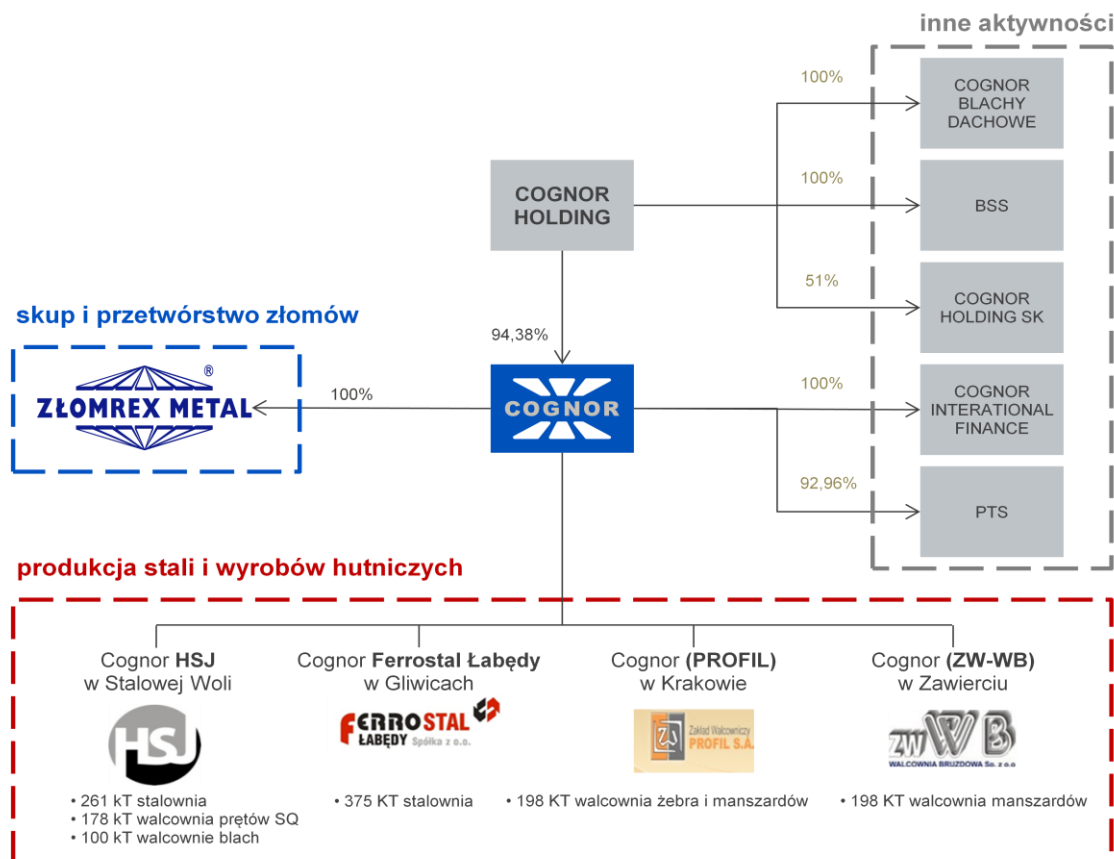 inne aktywności
100%
COGNOR
BLACHY
DACHOWE
COGNOR
HOLDING
100%
BSS
51%
COGNOR
HOLDING SK
skup i przetwórstwo złomów
94,38%
®
ZŁOMREX METAL
100%
COGNOR
100%
COGNOR
INTERATIONAL
FINANCE
92,96%
PTS
produkcja stali i wyrobów hutniczych
Cognor HSJ
w Stalowej Woli
HSJ
• 261 kT stalownia
• 178 kT walcownia prętów SQ
• 100 kT walcownie blach
Cognor Ferrostal Łabędy
w Gliwicach
FERROSTAL
ŁABĘDY Spółka z o.o.
• 375 KT stalownia
Cognor (PROFIL)
w Krakowie
Zakład Walcowniczy
PROFIL S.A.
• 198 KT walcownia żebra i manszardów
Cognor (ZW-WB)
w Zawierciu
ZW WB
WALCOWNIA BRUZDOWA Sp. z o.o
• 198 KT walcownia manszardów